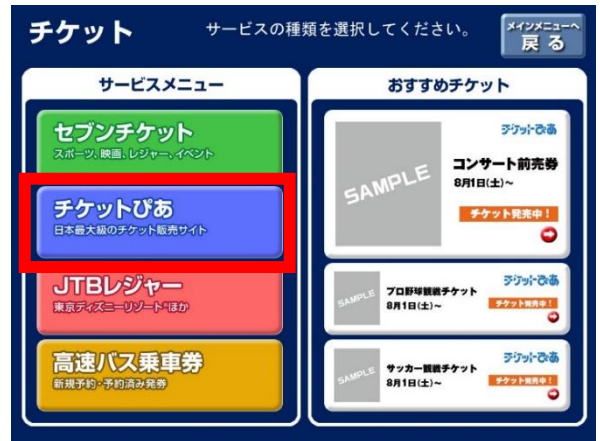 チケット
サービスの種類を選択してください。
メインメニューへ
戻る
サービスメニュー
セブンチケット
スポーツ、映画、レジャー、イベント
チケットぴあ
日本最大級のチケット販売サイト
JTBレジャー
東京ディズニーリゾート®ほか
高速バス乗車券
新規予約・予約済み発券
おすすめチケット
SAMPLE
チケットぴあ
コンサート前売券
8月1日(土)~
チケット発売中!
SAMPLE
チケットぴあ
プロ野球観戦チケット
8月1日(土)~
チケット発売中!
SAMPLE
チケットぴあ
サッカー観戦チケット
8月1日(土)~
チケット発売中!